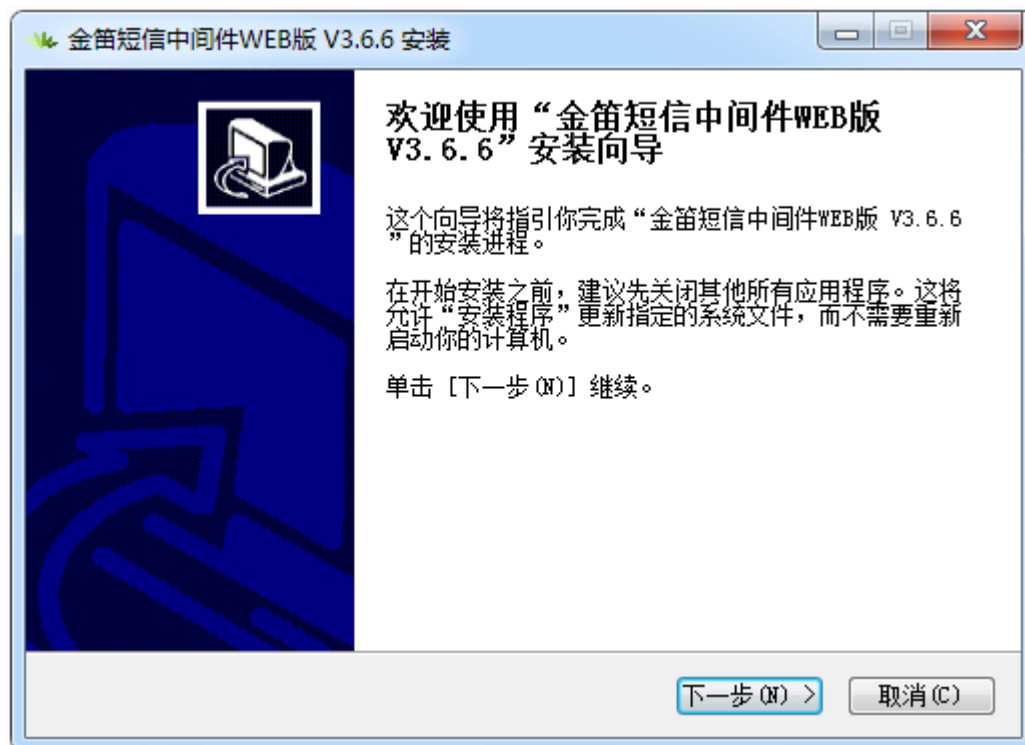 金笛短信中间件WEB版 V3.6.6 安装
欢迎使用“金笛短信中间件WEB版
V3.6.6”安装向导
这个向导将指引你完成“金笛短信中间件WEB版 V3.6.6
”的安装进程。
在开始安装之前，建议先关闭其他所有应用程序。这将
允许“安装程序”更新指定的系统文件，而不需要重新
启动你的计算机。
单击 [下一步(N)] 继续。
下一步(N) >
取消(C)